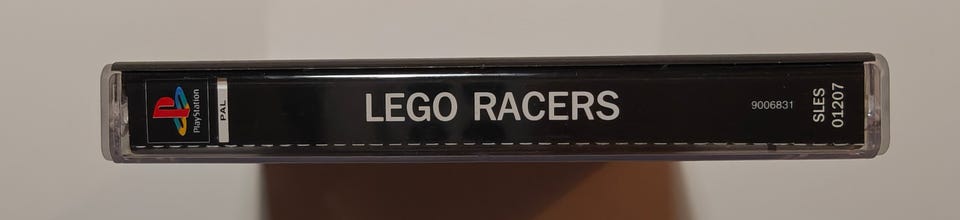 PlayStation
PAL
LEGO RACERS
9006831
SLES
01207